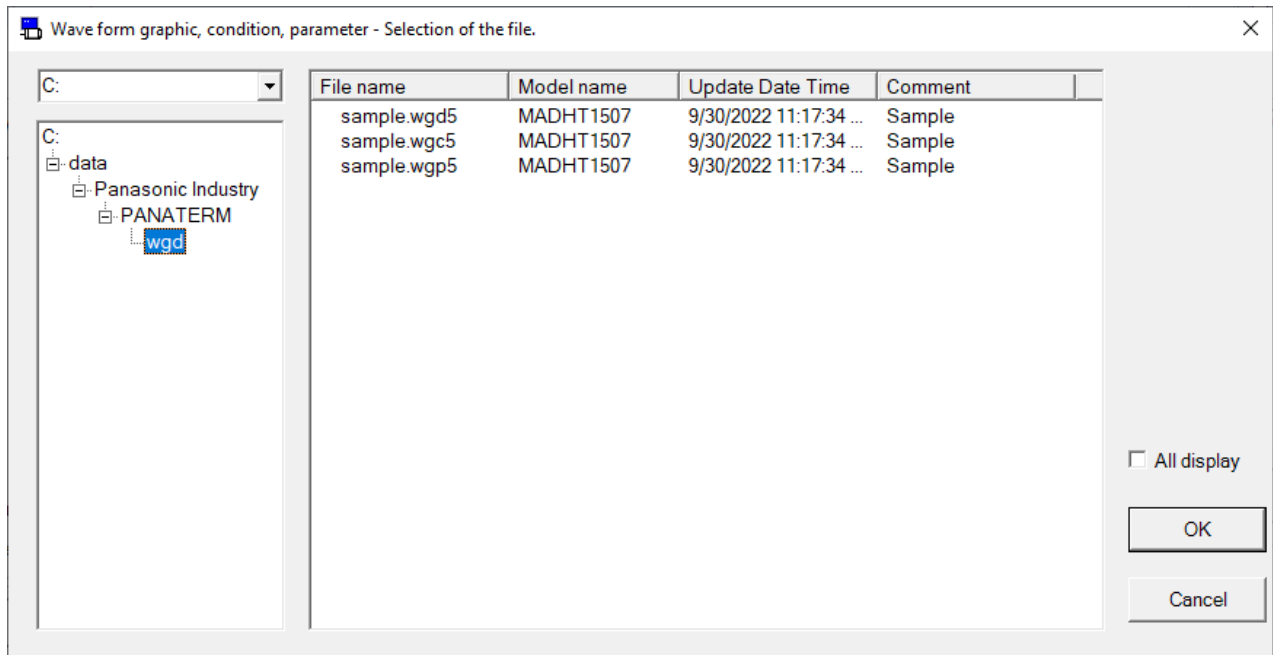 Wave form graphic, condition, parameter - Selection of the file.
C:
C:
data
Panasonic Industry
PANATERM
wgd
File name Model name Update Date Time Comment
sample.wgd5 MADHT1507 9/30/2022 11:17:34 ... Sample
sample.wgc5 MADHT1507 9/30/2022 11:17:34 ... Sample
sample.wgp5 MADHT1507 9/30/2022 11:17:34 ... Sample
All display
OK
Cancel